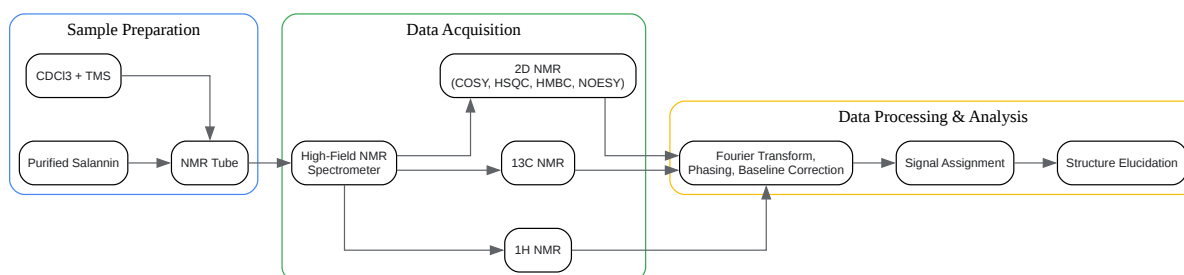 Sample Preparation
CDCl3 + TMS
Purified Salannin
NMR Tube
Data Acquisition
2D NMR
(COSY, HSQC, HMBC, NOESY)
High-Field NMR
Spectrometer
13C NMR
1H NMR
Data Processing & Analysis
Fourier Transform,
Phasing, Baseline Correction
Signal Assignment
Structure Elucidation